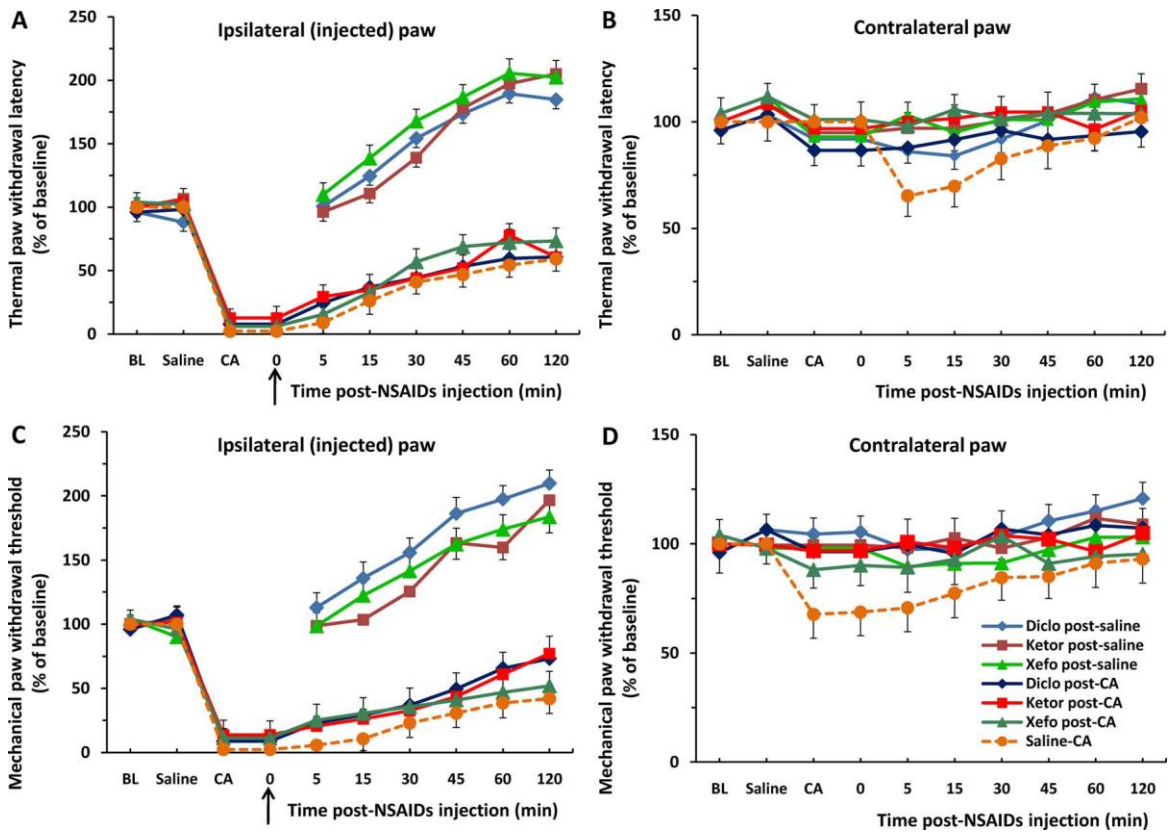 A
Ipsilateral (injected) paw
Thermal paw withdrawal latency
(% of baseline)
250
200
150
100
50
0
BL Saline CA 0 5 15 30 45 60 120
Time post-NSAIDs injection (min)
B
Contralateral paw
Thermal paw withdrawal latency
(% of baseline)
150
100
50
0
BL Saline CA 0 5 15 30 45 60 120
Time post-NSAIDs injection (min)
C
Ipsilateral (injected) paw
Mechanical paw withdrawal threshold
(% of baseline)
250
200
150
100
50
0
BL Saline CA 0 5 15 30 45 60 120
Time post-NSAIDs injection (min)
D
Contralateral paw
Mechanical paw withdrawal threshold
(% of baseline)
150
100
50
0
Diclo post-saline
Ketor post-saline
Xefo post-saline
Diclo post-CA
Ketor post-CA
Xefo post-CA
Saline-CA
BL Saline CA 0 5 15 30 45 60 120
Time post-NSAIDs injection (min)